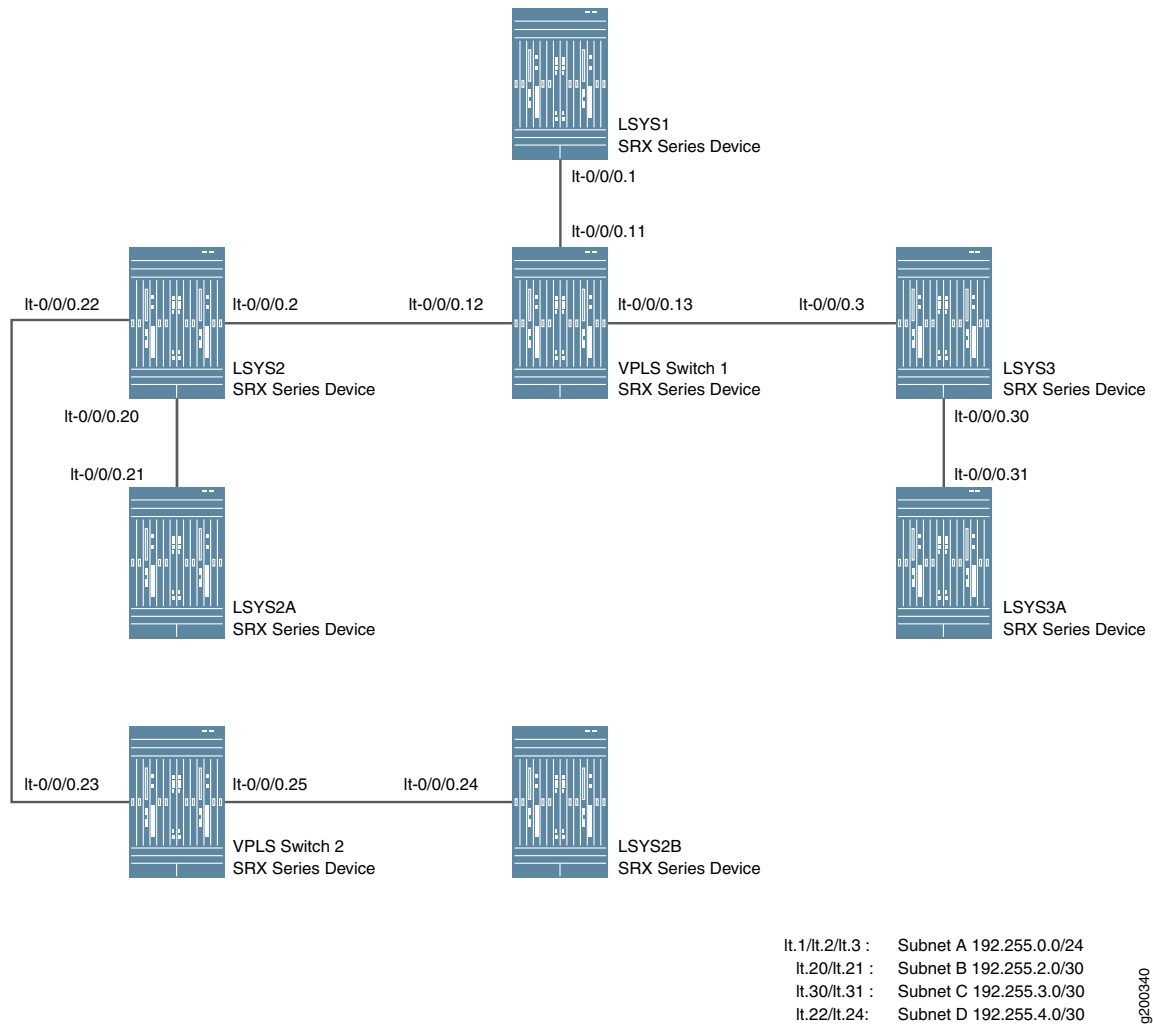 LSYS1
SRX Series Device
lt-0/0/0.1
lt-0/0/0.11
lt-0/0/0.22
lt-0/0/0.2
lt-0/0/0.12
lt-0/0/0.13
lt-0/0/0.3
LSYS2
SRX Series Device
VPLS Switch 1
SRX Series Device
LSYS3
SRX Series Device
lt-0/0/0.20
lt-0/0/0.30
lt-0/0/0.21
lt-0/0/0.31
LSYS2A
SRX Series Device
LSYS3A
SRX Series Device
lt-0/0/0.23
lt-0/0/0.25
lt-0/0/0.24
VPLS Switch 2
SRX Series Device
LSYS2B
SRX Series Device
lt.1/lt.2/lt.3 : Subnet A 192.255.0.0/24
lt.20/lt.21 : Subnet B 192.255.2.0/30
lt.30/lt.31 : Subnet C 192.255.3.0/30
lt.22/lt.24: Subnet D 192.255.4.0/30
g200340